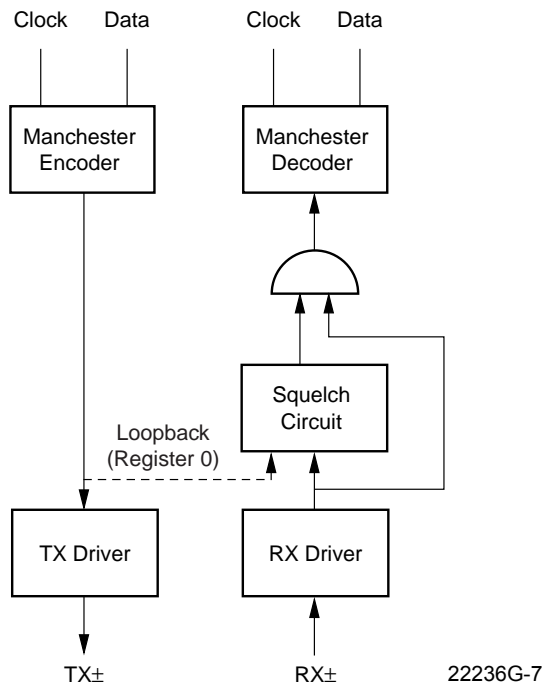 Clock Data Clock Data
Manchester
Encoder
Manchester
Decoder
Squelch
Circuit
Loopback
(Register 0)
TX Driver
RX Driver
TX±
RX±
22236G-7